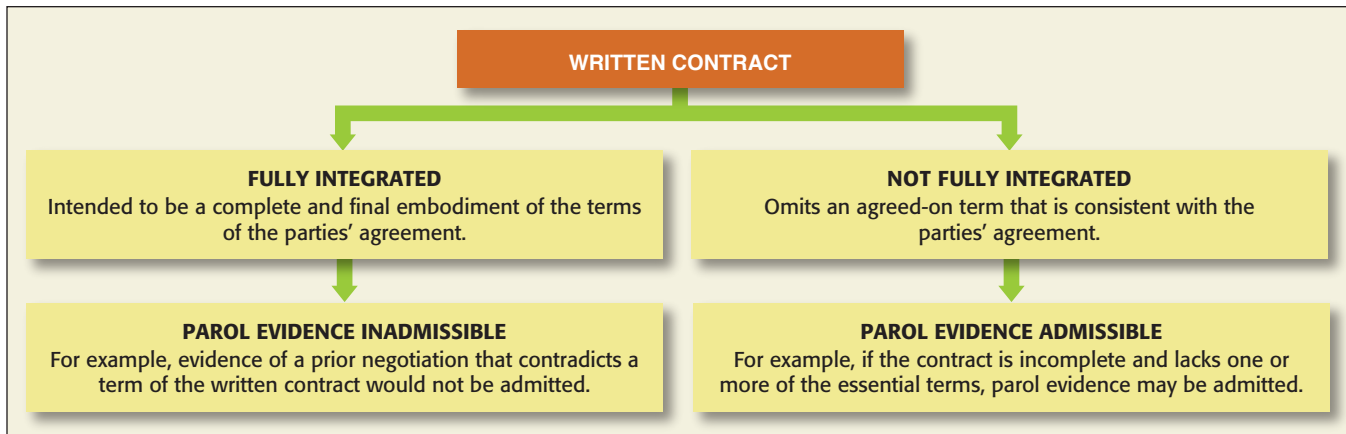 WRITTEN CONTRACT
FULLY INTEGRATED
Intended to be a complete and final embodiment of the terms
of the parties’ agreement.
NOT FULLY INTEGRATED
Omits an agreed-on term that is consistent with the
parties’ agreement.
PAROL EVIDENCE INADMISSIBLE
For example, evidence of a prior negotiation that contradicts a
term of the written contract would not be admitted.
PAROL EVIDENCE ADMISSIBLE
For example, if the contract is incomplete and lacks one or
more of the essential terms, parol evidence may be admitted.